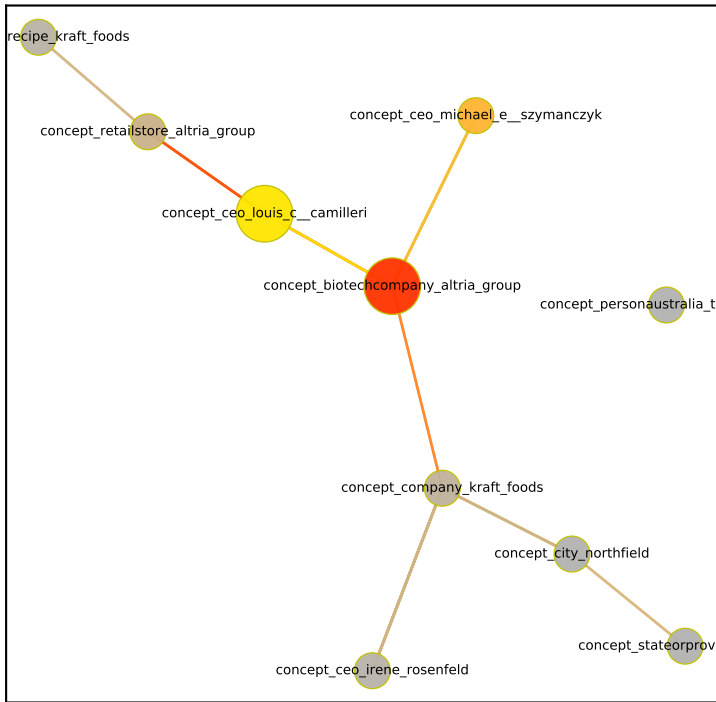 recipe_kraft_foods
concept_ceo_michael_e__szymanczyk
concept_retailstore_altria_group
concept_ceo_louis_c__camilleri
concept_biotechcompany_altria_group
concept_personaustralia_t
concept_company_kraft_foods
concept_city_northfield
concept_stateorprov
concept_ceo_irene_rosenfeld